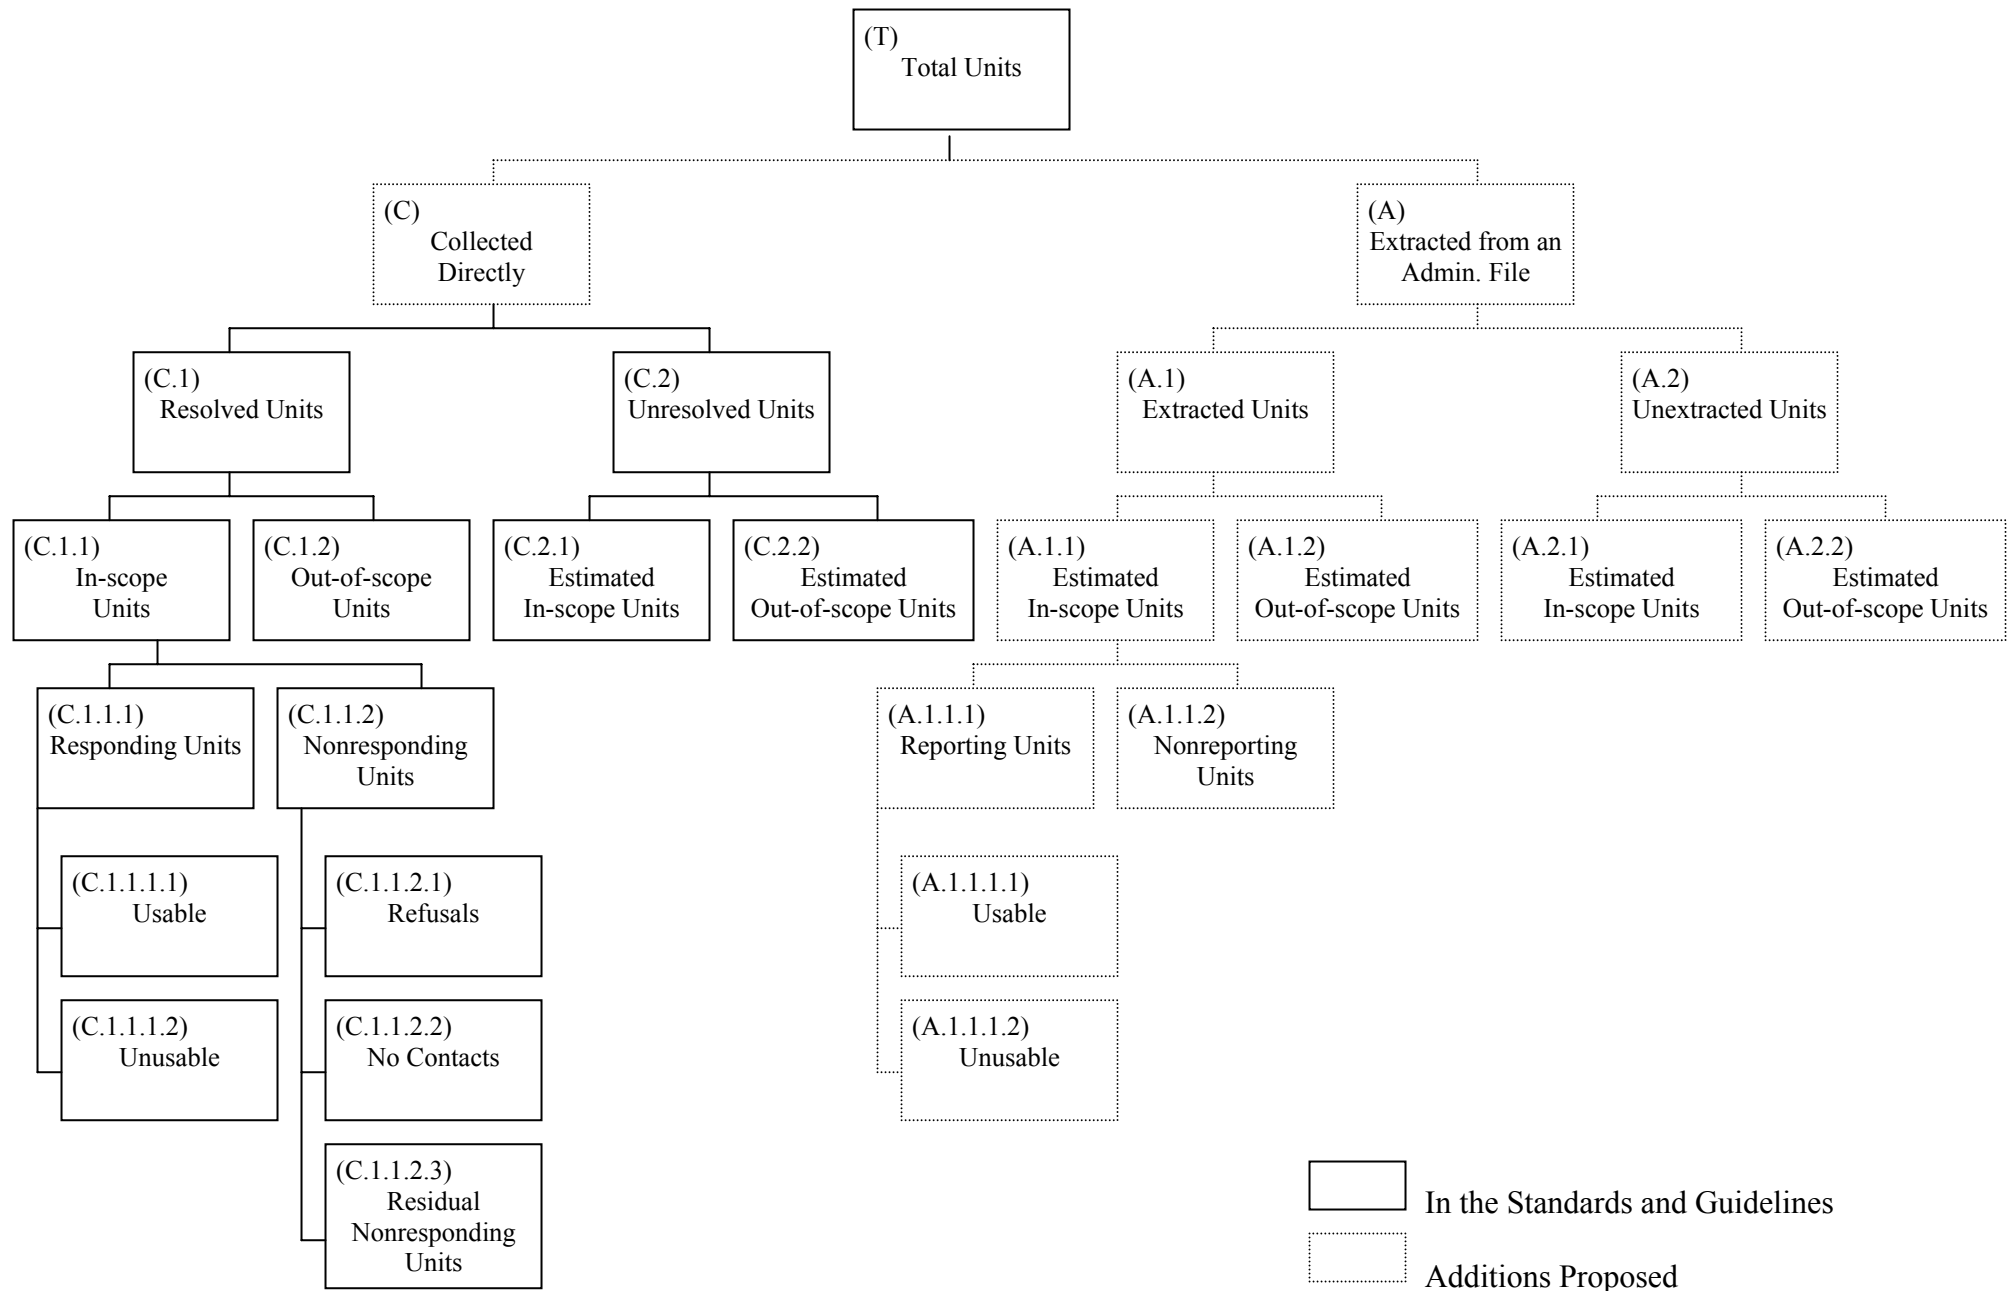 (T)
Total Units
(C)
Collected
Directly
(A)
Extracted from an
Admin. File
(C.1)
Resolved Units
(C.2)
Unresolved Units
(A.1)
Extracted Units
(A.2)
Unextracted Units
(C.1.1)
In-scope
Units
(C.1.2)
Out-of-scope
Units
(C.2.1)
Estimated
In-scope Units
(C.2.2)
Estimated
Out-of-scope Units
(A.1.1)
Estimated
In-scope Units
(A.1.2)
Estimated
Out-of-scope Units
(A.2.1)
Estimated
In-scope Units
(A.2.2)
Estimated
Out-of-scope Units
(C.1.1.1)
Responding Units
(C.1.1.2)
Nonresponding
Units
(A.1.1.1)
Reporting Units
(A.1.1.2)
Nonreporting
Units
(C.1.1.1.1)
Usable
(C.1.1.2.1)
Refusals
(A.1.1.1.1)
Usable
(C.1.1.1.2)
Unusable
(C.1.1.2.2)
No Contacts
(A.1.1.1.2)
Unusable
(C.1.1.2.3)
Residual
Nonresponding
Units
In the Standards and Guidelines
Additions Proposed